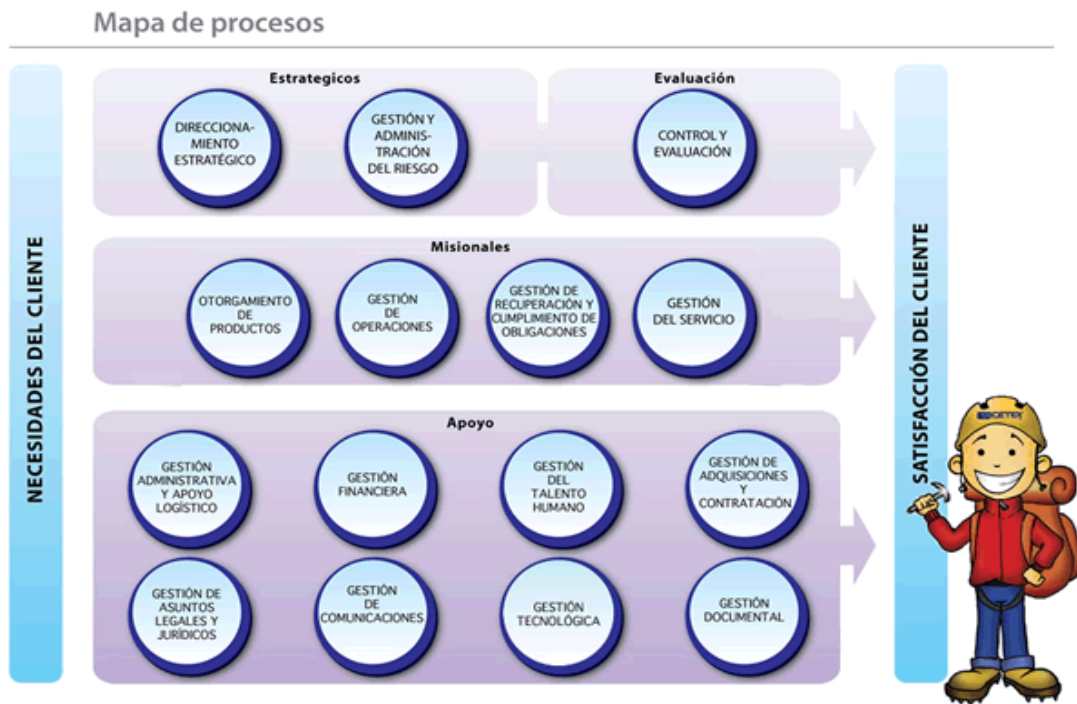 Mapa de procesos
NECESIDADES DEL CLIENTE
Estrategicos
DIRECCIONA-
MIENTO
ESTRATÉGICO
GESTIÓN Y
ADMINIS-
TRACIÓN
DEL RIESGO
Evaluación
CONTROL Y
EVALUACIÓN
Misionales
OTORGAMIENTO
DE
PRODUCTOS
GESTIÓN
DE
OPERACIONES
GESTIÓN DE
RECUPERACIÓN Y
CUMPLIMIENTO DE
OBLIGACIONES
GESTIÓN
DEL SERVICIO
Apoyo
GESTIÓN
ADMINISTRATIVA
Y APOYO
LOGÍSTICO
GESTIÓN
FINANCIERA
GESTIÓN
DEL
TALENTO
HUMANO
GESTIÓN DE
ADQUISICIONES
Y
CONTRATACIÓN
GESTIÓN DE
ASUNTOS
LEGALES Y
JURÍDICOS
GESTIÓN
DE
COMUNICACIONES
GESTIÓN
TECNOLÓGICA
GESTIÓN
DOCUMENTAL
SATISFACCIÓN DEL CLIENTE
ICETEX